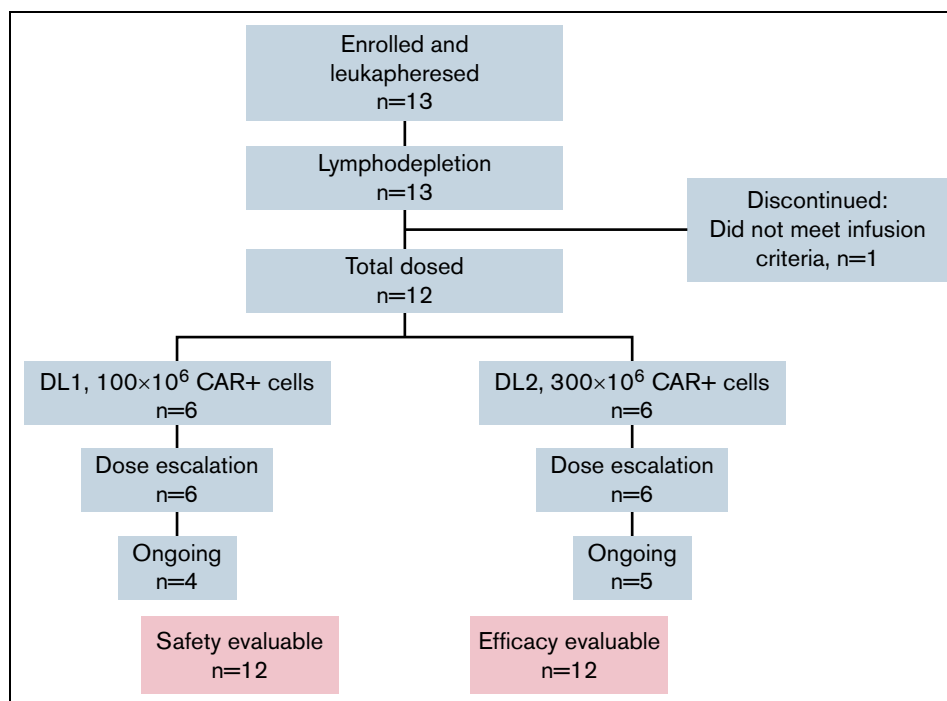 Enrolled and
leukapheresed
n=13
Lymphodepletion
n=13
Discontinued:
Did not meet infusion
criteria, n=1
Total dosed
n=12
DL1, 100×10⁶ CAR+ cells
n=6
DL2, 300×10⁶ CAR+ cells
n=6
Dose escalation
n=6
Dose escalation
n=6
Ongoing
n=4
Ongoing
n=5
Safety evaluable
n=12
Efficacy evaluable
n=12